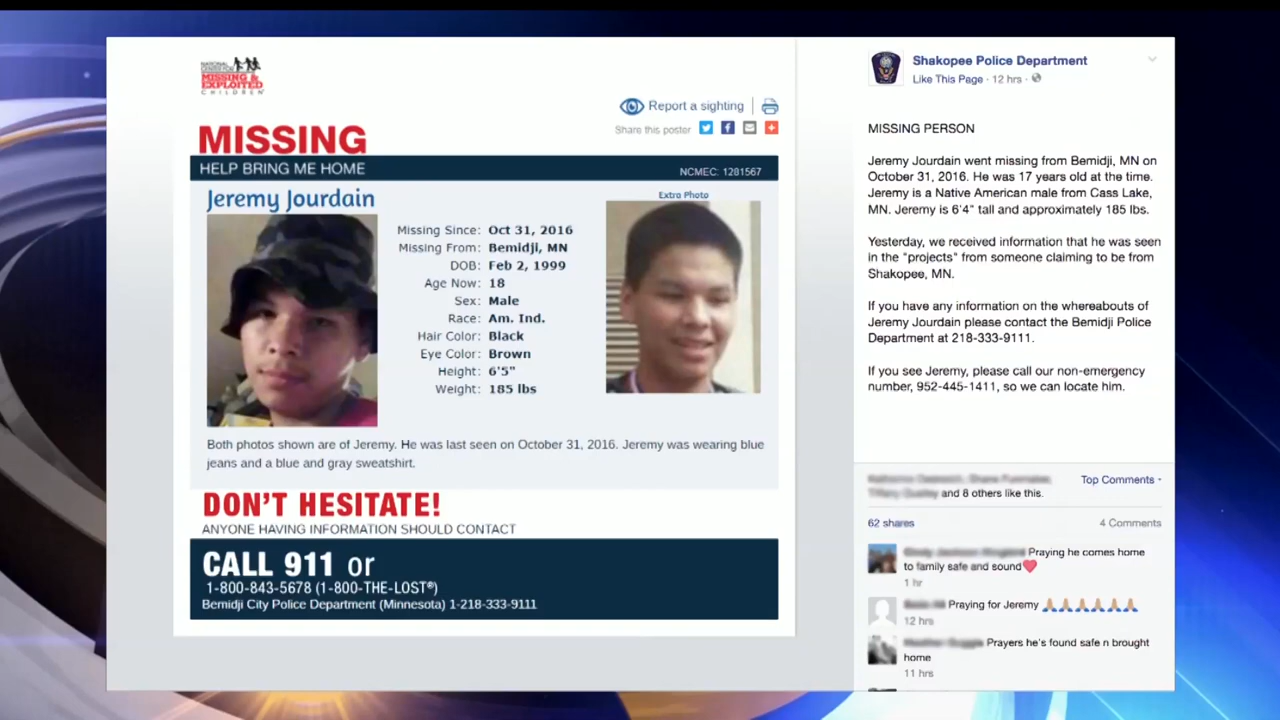 NATIONAL
CENTER FOR
MISSING &
EXPLOITED
CHILDREN
Report a sighting
Share this poster
MISSING
HELP BRING ME HOME
NCMEC: 1281567
Jeremy Jourdain
Extra Photo
Missing Since: Oct 31, 2016
Missing From: Bemidji, MN
DOB: Feb 2, 1999
Age Now: 18
Sex: Male
Race: Am. Ind.
Hair Color: Black
Eye Color: Brown
Height: 6'5"
Weight: 185 lbs
Both photos shown are of Jeremy. He was last seen on October 31, 2016. Jeremy was wearing blue
jeans and a blue and gray sweatshirt.
DON'T HESITATE!
ANYONE HAVING INFORMATION SHOULD CONTACT
CALL 911 or
1-800-843-5678 (1-800-THE-LOST®)
Bemidji City Police Department (Minnesota) 1-218-333-9111
Shakopee Police Department
Like This Page · 12 hrs ·
MISSING PERSON
Jeremy Jourdain went missing from Bemidji, MN on
October 31, 2016. He was 17 years old at the time.
Jeremy is a Native American male from Cass Lake,
MN. Jeremy is 6'4" tall and approximately 185 lbs.
Yesterday, we received information that he was seen
in the "projects" from someone claiming to be from
Shakopee, MN.
If you have any information on the whereabouts of
Jeremy Jourdain please contact the Bemidji Police
Department at 218-333-9111.
If you see Jeremy, please call our non-emergency
number, 952-445-1411, so we can locate him.
Top Comments
and 8 others like this.
62 shares
4 Comments
Praying he comes home
to family safe and sound❤
1 hr
Praying for Jeremy 🙏🏼🙏🏼🙏🏼🙏🏼🙏🏼🙏🏼
12 hrs
Prayers he's found safe n brought
home
11 hrs